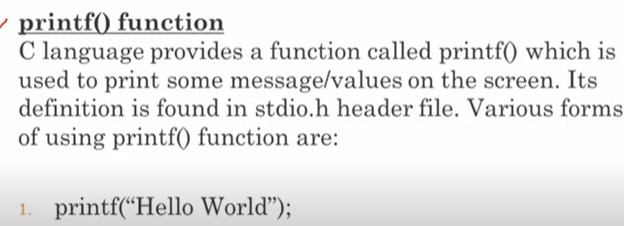 printf() function
C language provides a function called printf() which is
used to print some message/values on the screen. Its
definition is found in stdio.h header file. Various forms
of using printf() function are:
1. printf(“Hello World”);